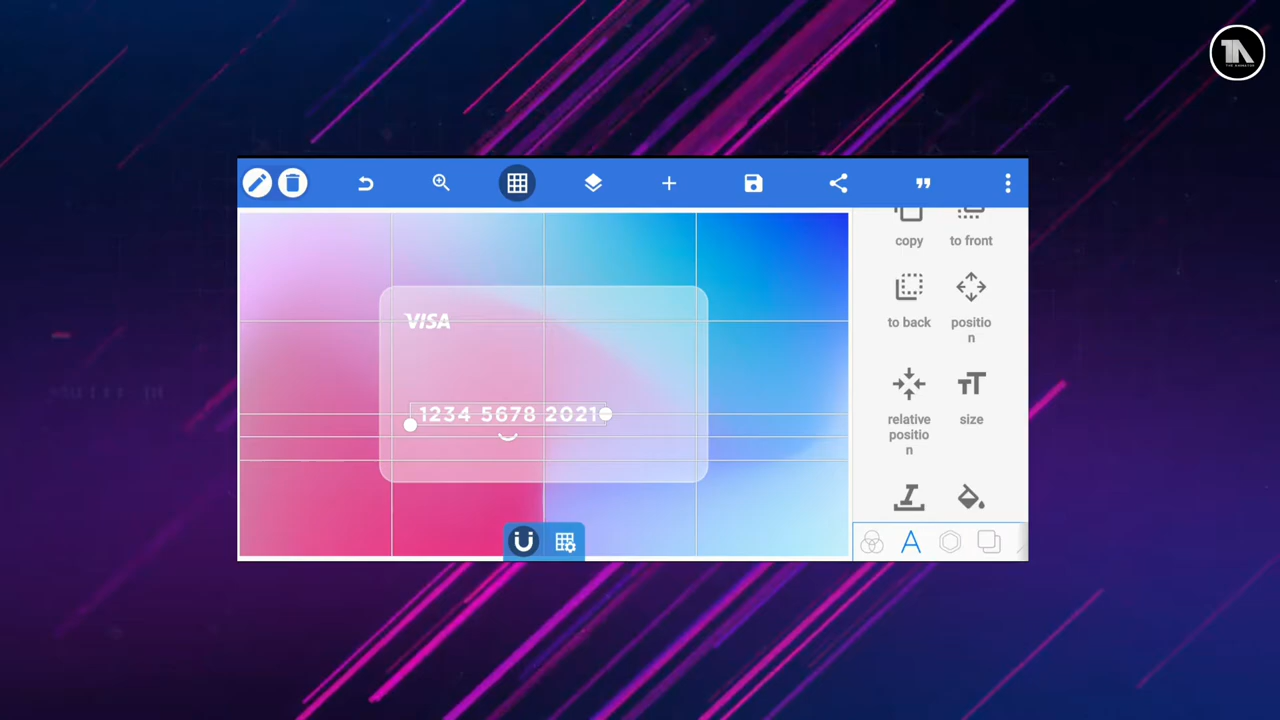 copy
to front
VISA
to back
positio
n
1234 5678 2021
relative
positio
n
size